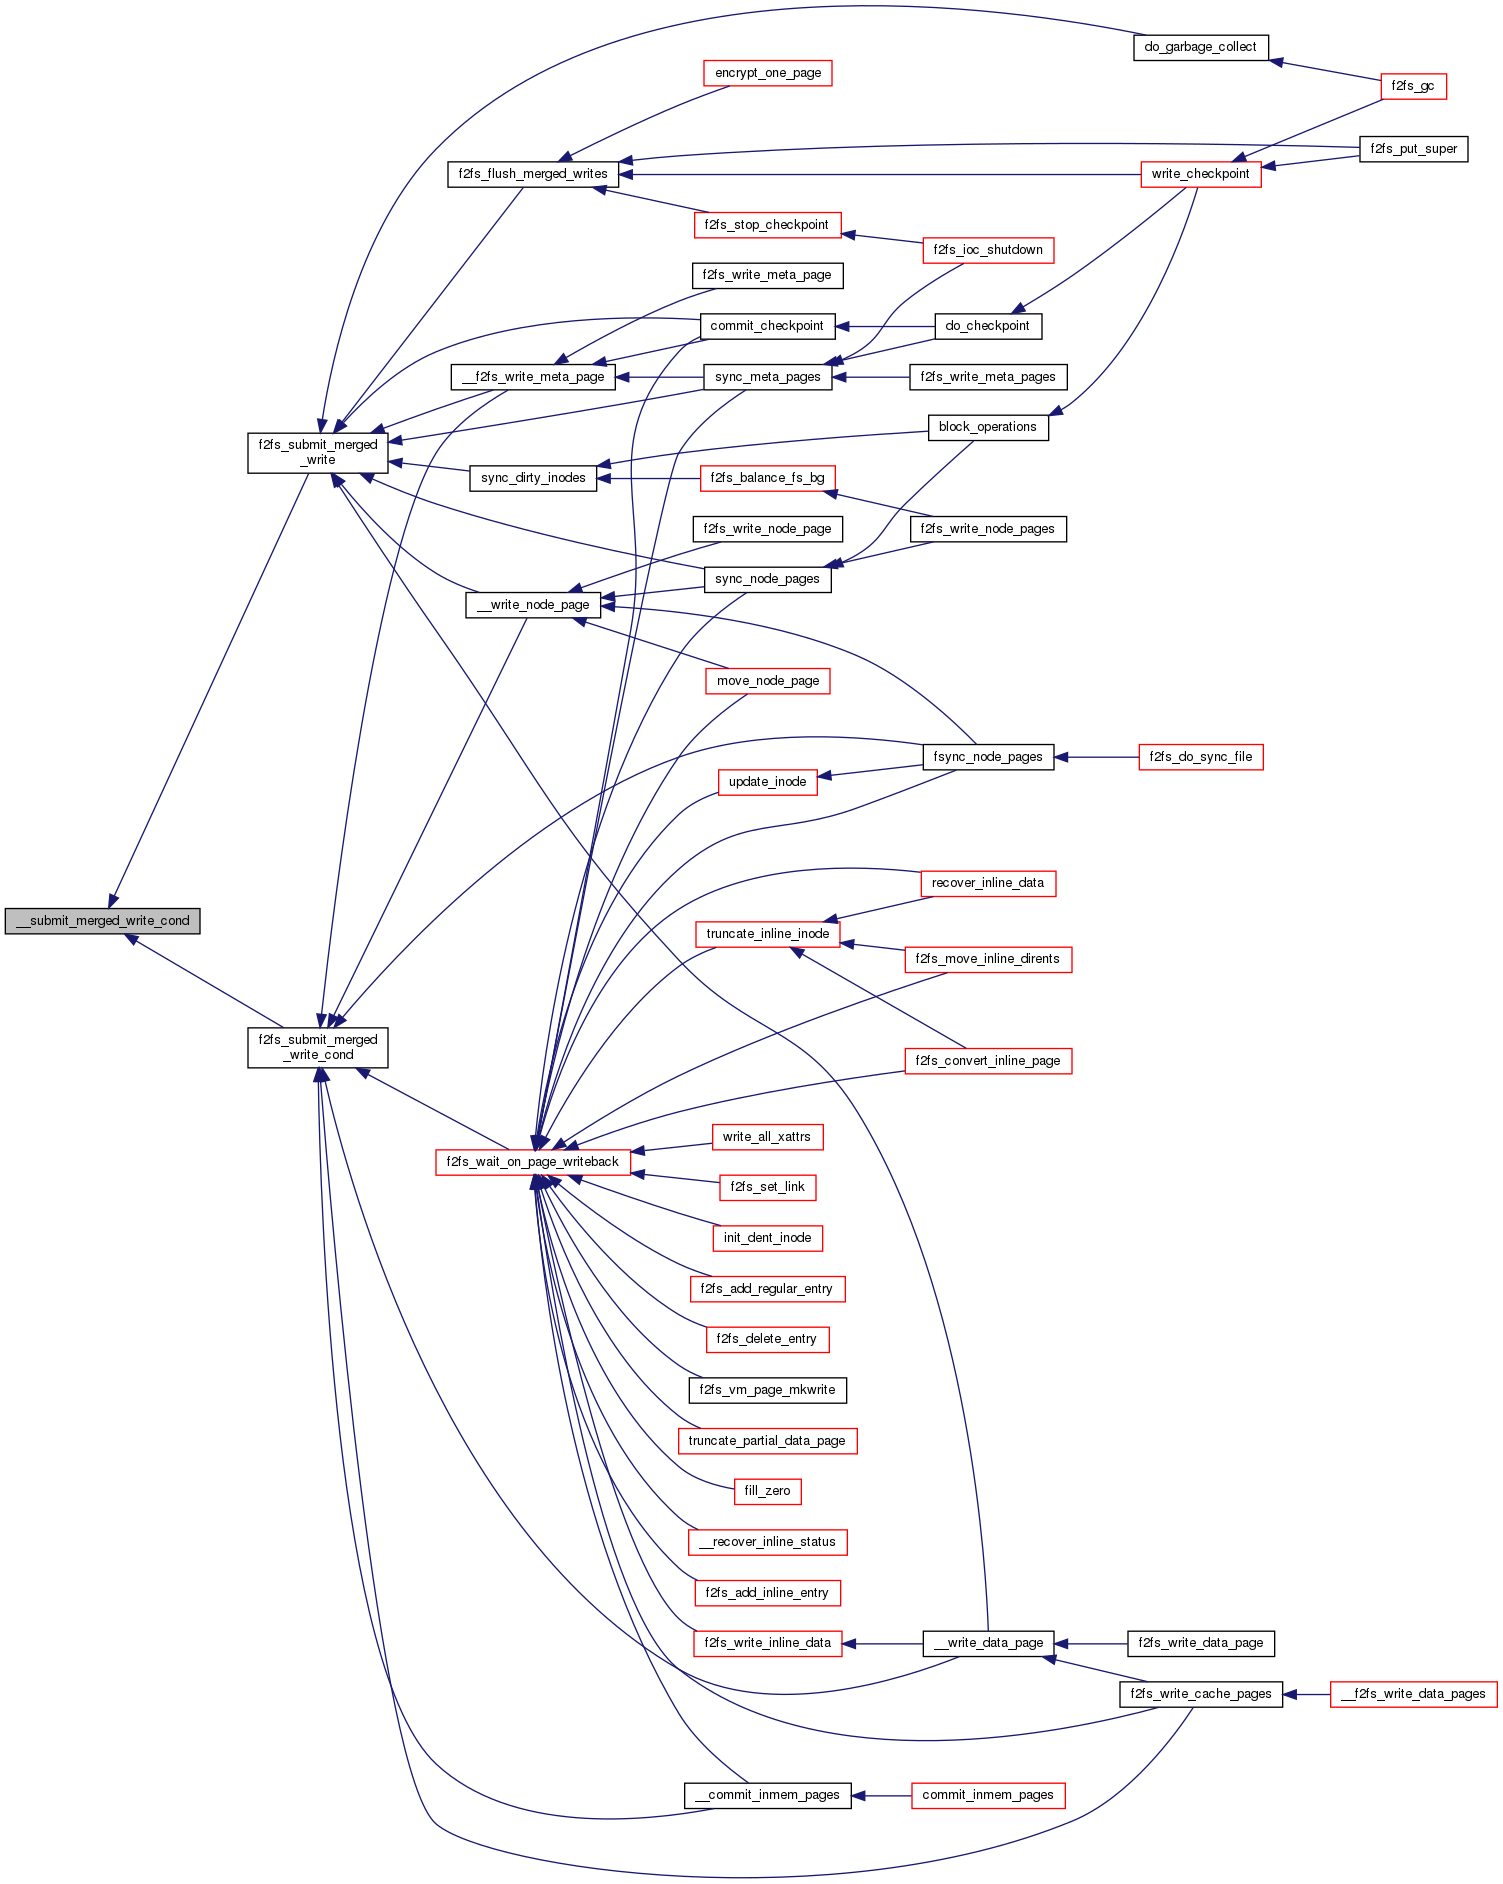 do_garbage_collect
encrypt_one_page
f2fs_gc
f2fs_put_super
f2fs_flush_merged_writes
write_checkpoint
f2fs_stop_checkpoint
f2fs_ioc_shutdown
f2fs_write_meta_page
commit_checkpoint
do_checkpoint
__f2fs_write_meta_page
sync_meta_pages
f2fs_write_meta_pages
block_operations
f2fs_submit_merged
_write
sync_dirty_inodes
f2fs_balance_fs_bg
f2fs_write_node_page
f2fs_write_node_pages
sync_node_pages
__write_node_page
move_node_page
fsync_node_pages
f2fs_do_sync_file
update_inode
recover_inline_data
__submit_merged_write_cond
truncate_inline_inode
f2fs_move_inline_dirents
f2fs_submit_merged
_write_cond
f2fs_convert_inline_page
write_all_xattrs
f2fs_wait_on_page_writeback
f2fs_set_link
init_dent_inode
f2fs_add_regular_entry
f2fs_delete_entry
f2fs_vm_page_mkwrite
truncate_partial_data_page
fill_zero
__recover_inline_status
f2fs_add_inline_entry
f2fs_write_inline_data
__write_data_page
f2fs_write_data_page
f2fs_write_cache_pages
__f2fs_write_data_pages
__commit_inmem_pages
commit_inmem_pages